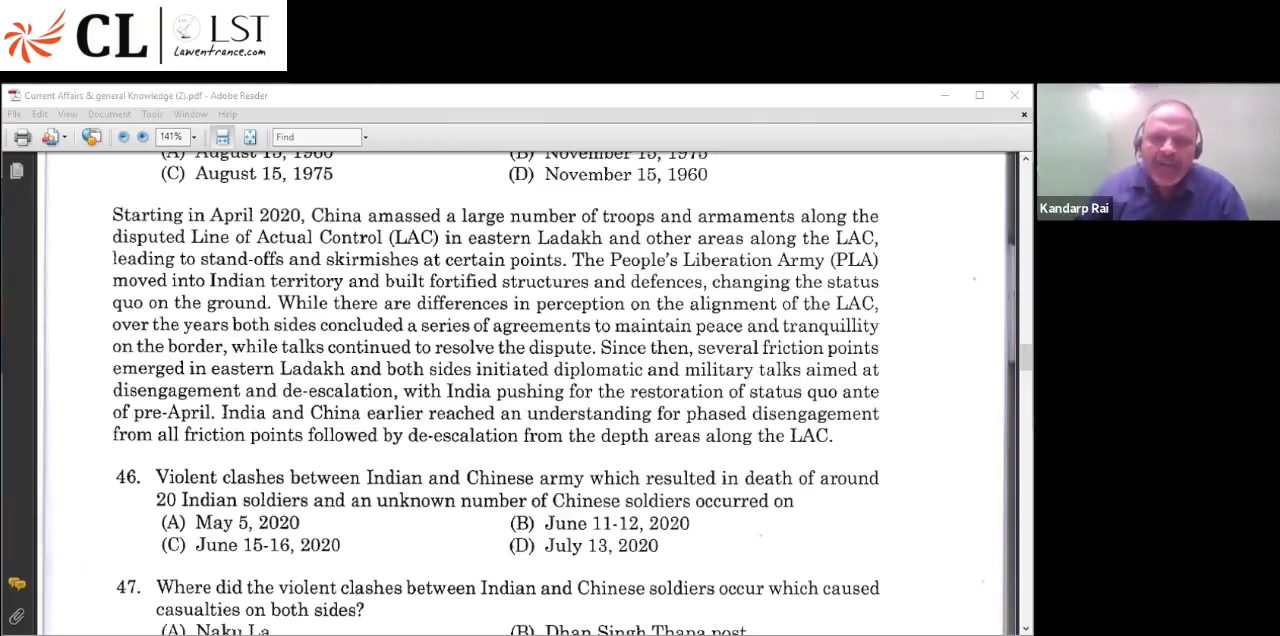 CL | LST
Lawentrance.com
Current Affairs & general Knowledge (2).pdf - Adobe Reader
File Edit View Document Tools Window Help
141% Find
(A) August 15, 1960 (B) November 15, 1975
(C) August 15, 1975 (D) November 15, 1960
Kandarp Rai
Starting in April 2020, China amassed a large number of troops and armaments along the
disputed Line of Actual Control (LAC) in eastern Ladakh and other areas along the LAC,
leading to stand-offs and skirmishes at certain points. The People's Liberation Army (PLA)
moved into Indian territory and built fortified structures and defences, changing the status
quo on the ground. While there are differences in perception on the alignment of the LAC,
over the years both sides concluded a series of agreements to maintain peace and tranquillity
on the border, while talks continued to resolve the dispute. Since then, several friction points
emerged in eastern Ladakh and both sides initiated diplomatic and military talks aimed at
disengagement and de-escalation, with India pushing for the restoration of status quo ante
of pre-April. India and China earlier reached an understanding for phased disengagement
from all friction points followed by de-escalation from the depth areas along the LAC.
46. Violent clashes between Indian and Chinese army which resulted in death of around
20 Indian soldiers and an unknown number of Chinese soldiers occurred on
(A) May 5, 2020 (B) June 11-12, 2020
(C) June 15-16, 2020 (D) July 13, 2020
47. Where did the violent clashes between Indian and Chinese soldiers occur which caused
casualties on both sides?
(A) Naku La (B) Dhan Singh Thapa post